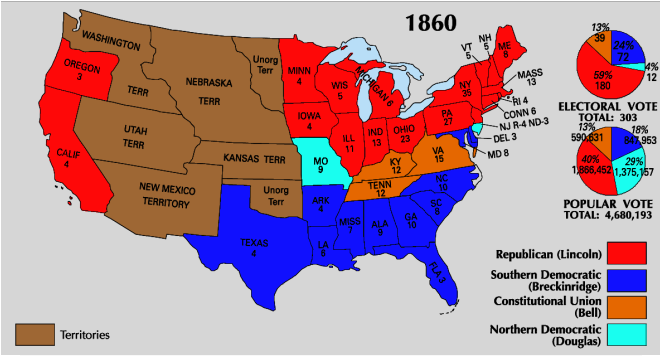 1860
WASHINGTON
TERR
OREGON
3
CALIF
4
UTAH
TERR
NEW MEXICO
TERRITORY
NEBRASKA
TERR
Unorg
Terr
KANSAS TERR
Unorg
Terr
TEXAS
4
MINN
4
IOWA
4
MO
9
ARK
4
LA
6
WIS
5
ILL
11
MICHIGAN 6
IND
13
OHIO
23
KY
12
TENN
12
MISS
7
ALA
9
GA
10
FLA 3
SC
8
NC
10
VA
15
PA
27
NY
35
VT
5
NH
5
ME
8
MASS
13
RI 4
CONN 6
NJ R-4 ND-3
DEL 3
MD 8
13%
39
24%
72
4%
12
59%
180
ELECTORAL VOTE
TOTAL: 303
13%
590,631
18%
847,953
29%
1,375,157
40%
1,866,452
POPULAR VOTE
TOTAL: 4,680,193
Republican (Lincoln)
Southern Democratic
(Breckinridge)
Constitutional Union
(Bell)
Northern Democratic
(Douglas)
Territories